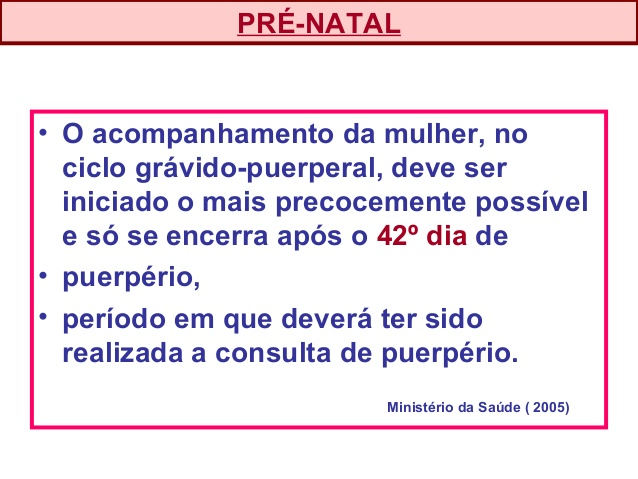 PRÉ-NATAL
• O acompanhamento da mulher, no
ciclo grávido-puerperal, deve ser
iniciado o mais precocemente possível
e só se encerra após o 42º dia de
• puerpério,
• período em que deverá ter sido
realizada a consulta de puerpério.
Ministério da Saúde ( 2005)